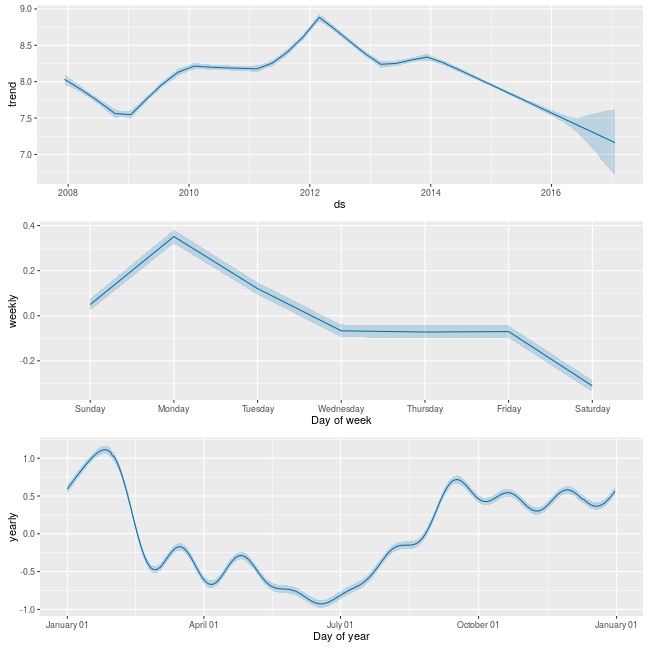 9.0
8.5
8.0
7.5
7.0
trend
2008 2010 2012 2014 2016
ds
0.4
0.2
0.0
-0.2
weekly
Sunday Monday Tuesday Wednesday Thursday Friday Saturday
Day of week
1.0
0.5
0.0
-0.5
-1.0
yearly
January 01 April 01 July 01 October 01 January 01
Day of year